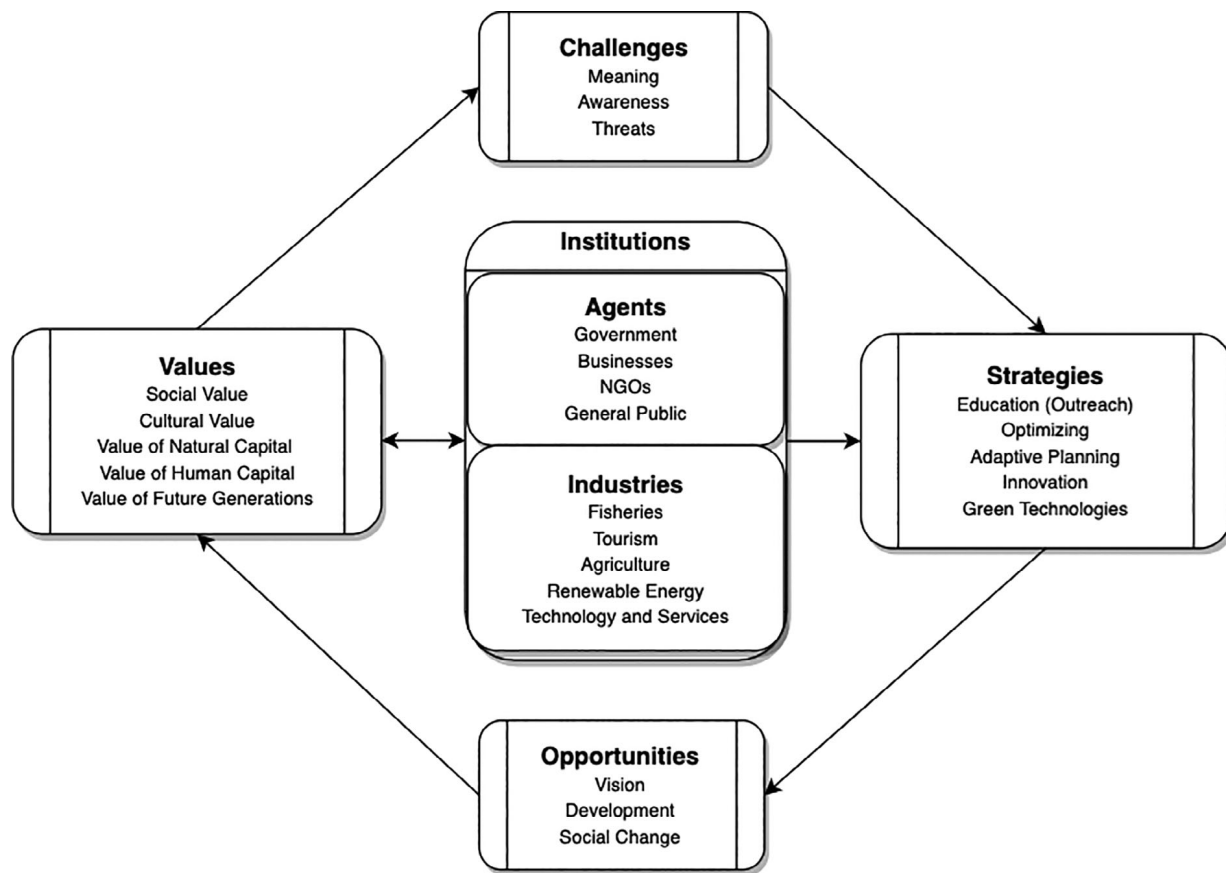 Challenges
Meaning
Awareness
Threats
Institutions
Agents
Government
Businesses
NGOs
General Public
Values
Social Value
Cultural Value
Value of Natural Capital
Value of Human Capital
Value of Future Generations
Strategies
Education (Outreach)
Optimizing
Adaptive Planning
Innovation
Green Technologies
Industries
Fisheries
Tourism
Agriculture
Renewable Energy
Technology and Services
Opportunities
Vision
Development
Social Change